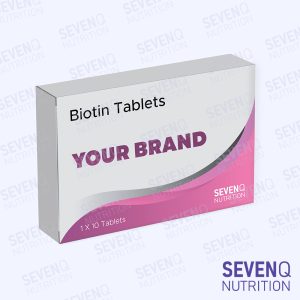 Biotin Tablets
YOUR BRAND
1 X 10 Tablets
SEVENQ
NUTRITION
SEVENQ
NUTRITION